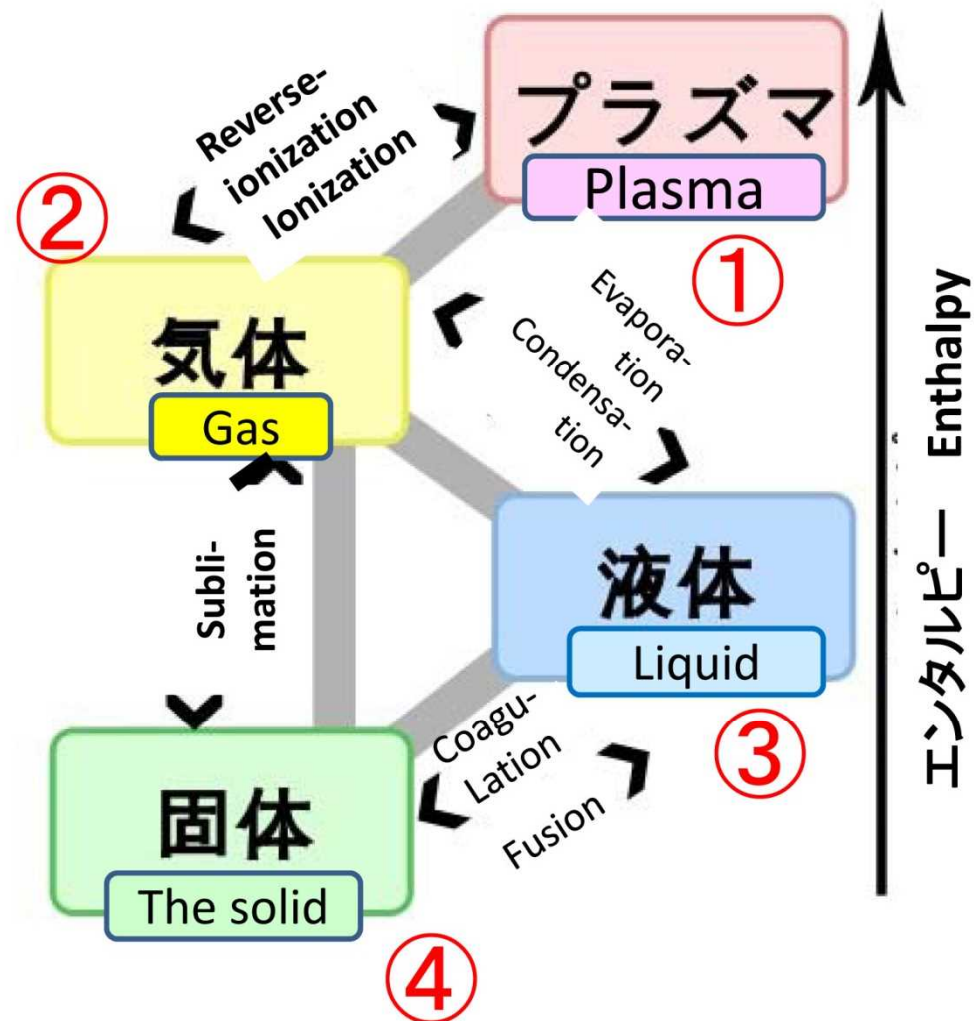 プラズマ
Plasma
①
Reverse-
ionization
Ionization
②
気体
Gas
Evapora-
tion
Condensa-
tion
エンタルピー Enthalpy
液体
Liquid
③
Subli-
mation
Coagu-
Lation
Fusion
固体
The solid
④